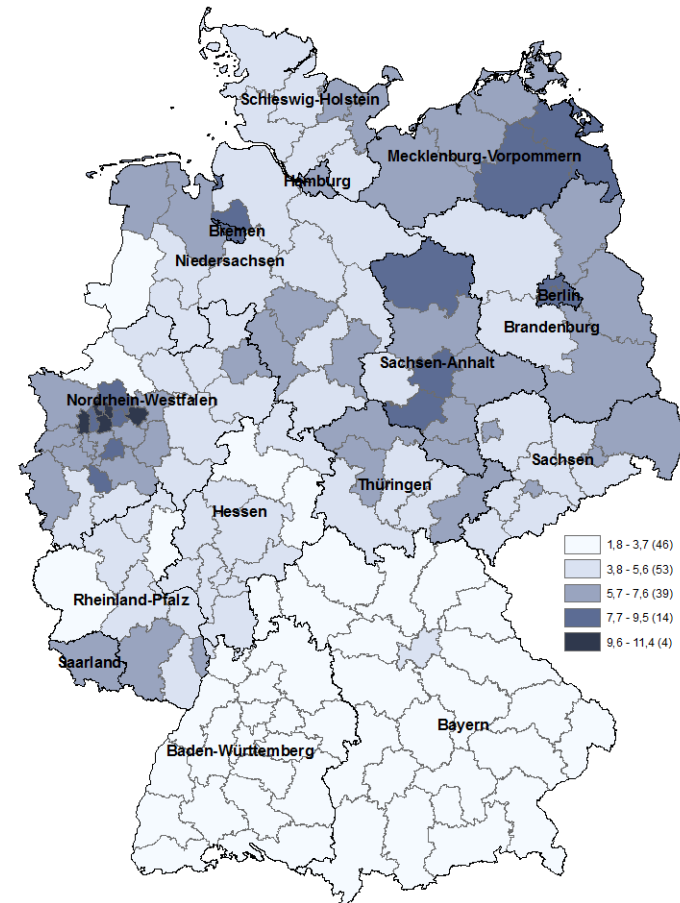 Schleswig-Holstein
Mecklenburg-Vorpommern
Hamburg
Bremen
Niedersachsen
Berlin
Brandenburg
Sachsen-Anhalt
Nordrhein-Westfalen
Sachsen
Thüringen
Hessen
1,8 - 3,7 (46)
3,8 - 5,6 (53)
5,7 - 7,6 (39)
7,7 - 9,5 (14)
9,6 - 11,4 (4)
Rheinland-Pfalz
Saarland
Bayern
Baden-Württemberg